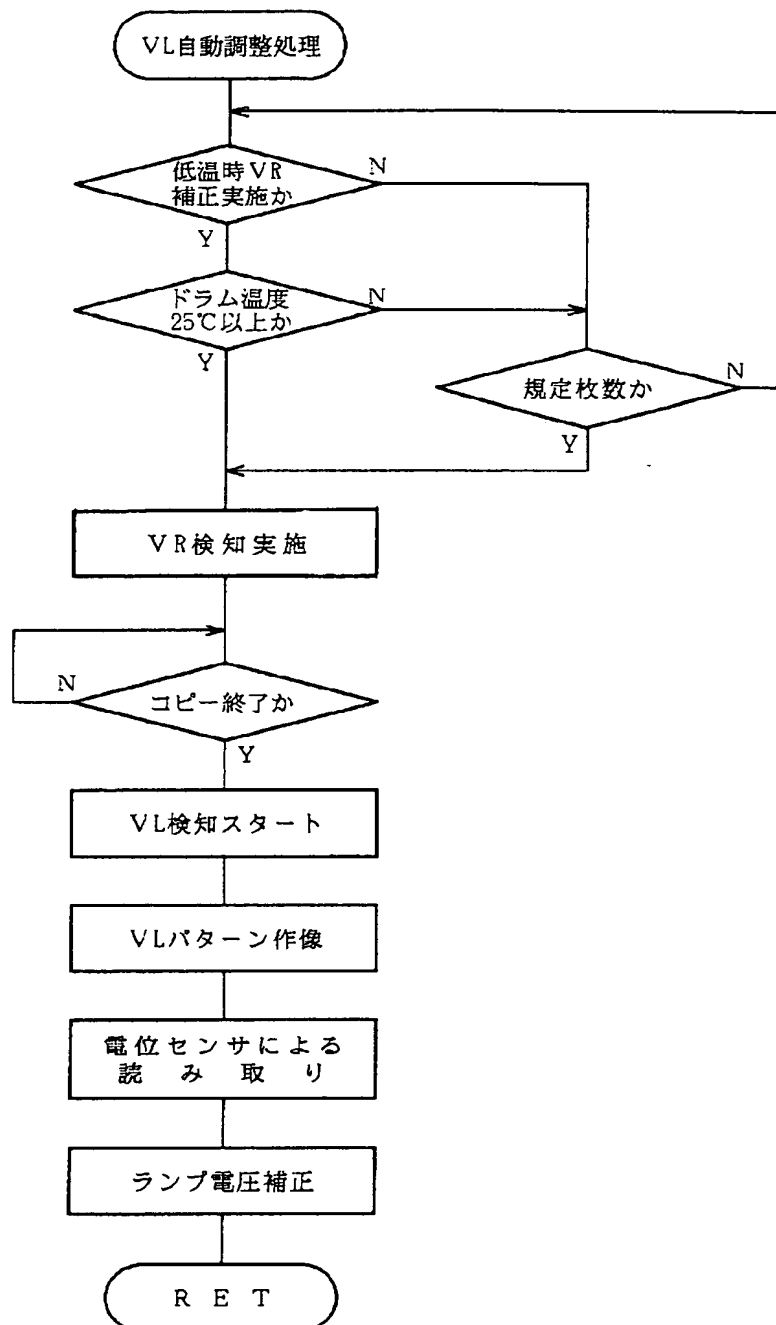 VL自動調整処理
低温時VR
補正実施か
N
Y
ドラム温度
25℃以上か
N
Y
規定枚数か
N
Y
VR検知実施
コピー終了か
N
Y
VL検知スタート
VLパターン作像
電位センサによる
読み取り
ランプ電圧補正
RET